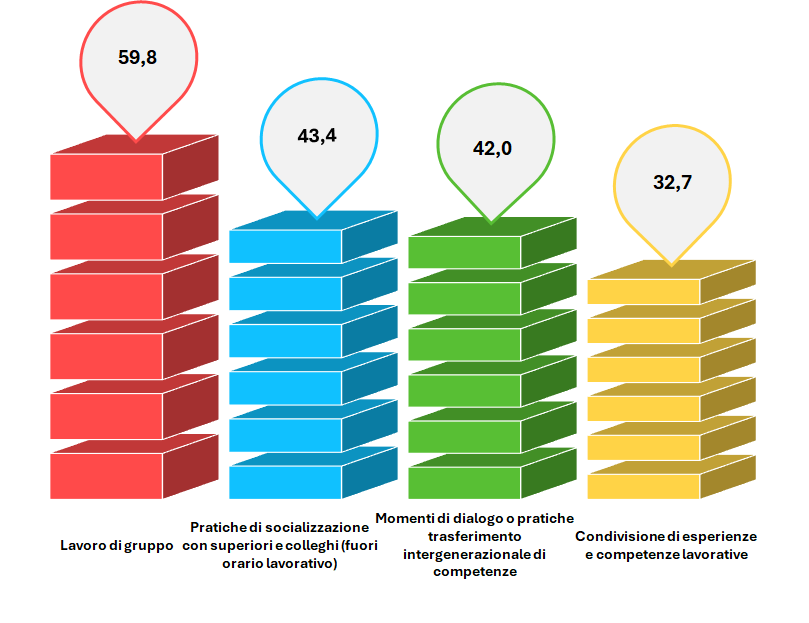 59,8
43,4
42,0
32,7
Lavoro di gruppo
Pratiche di socializzazione
con superiori e colleghi (fuori
orario lavorativo)
Momenti di dialogo o pratiche
trasferimento
intergenerazionale di
competenze
Condivisione di esperienze
e competenze lavorative